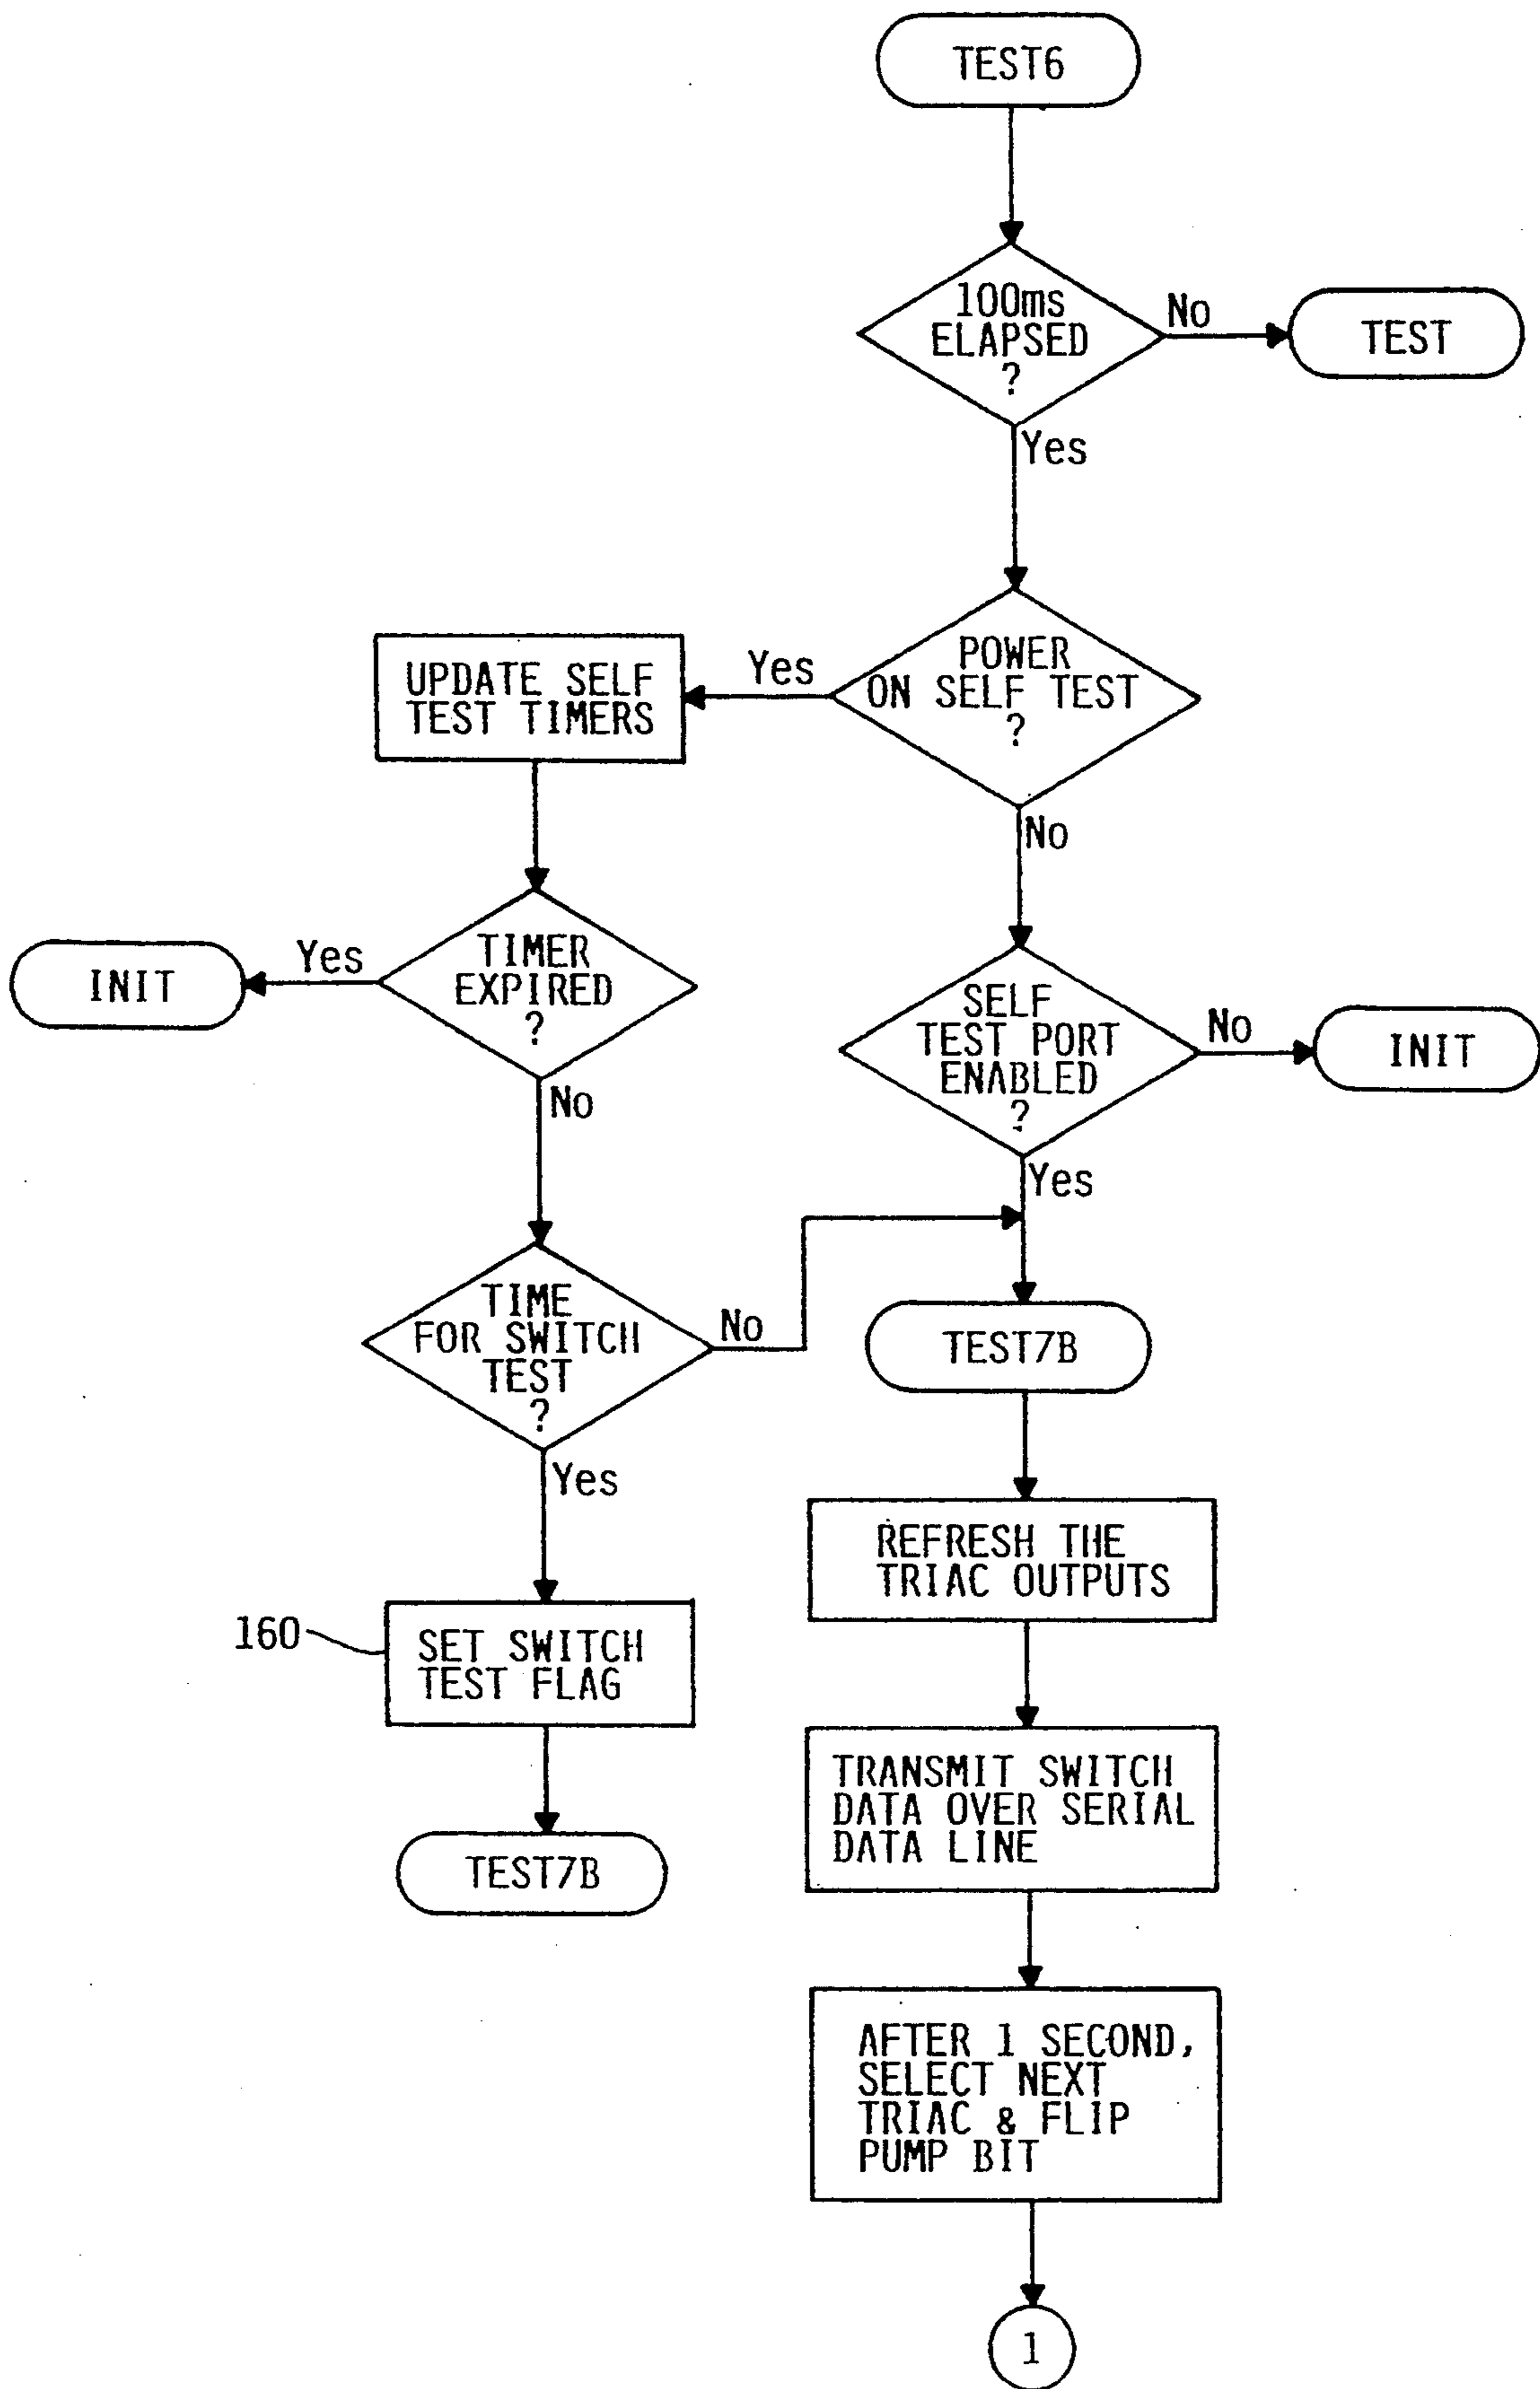 TEST6
100ms
ELAPSED
?
No
TEST
Yes
POWER
ON SELF TEST
?
Yes
UPDATE SELF
TEST TIMERS
No
TIMER
EXPIRED
?
Yes
INIT
No
SELF
TEST PORT
ENABLED
?
No
INIT
Yes
TIME
FOR SWITCH
TEST
?
No
TEST7B
Yes
REFRESH THE
TRIAC OUTPUTS
160
SET SWITCH
TEST FLAG
TRANSMIT SWITCH
DATA OVER SERIAL
DATA LINE
TEST7B
AFTER 1 SECOND,
SELECT NEXT
TRIAC & FLIP
PUMP BIT
1